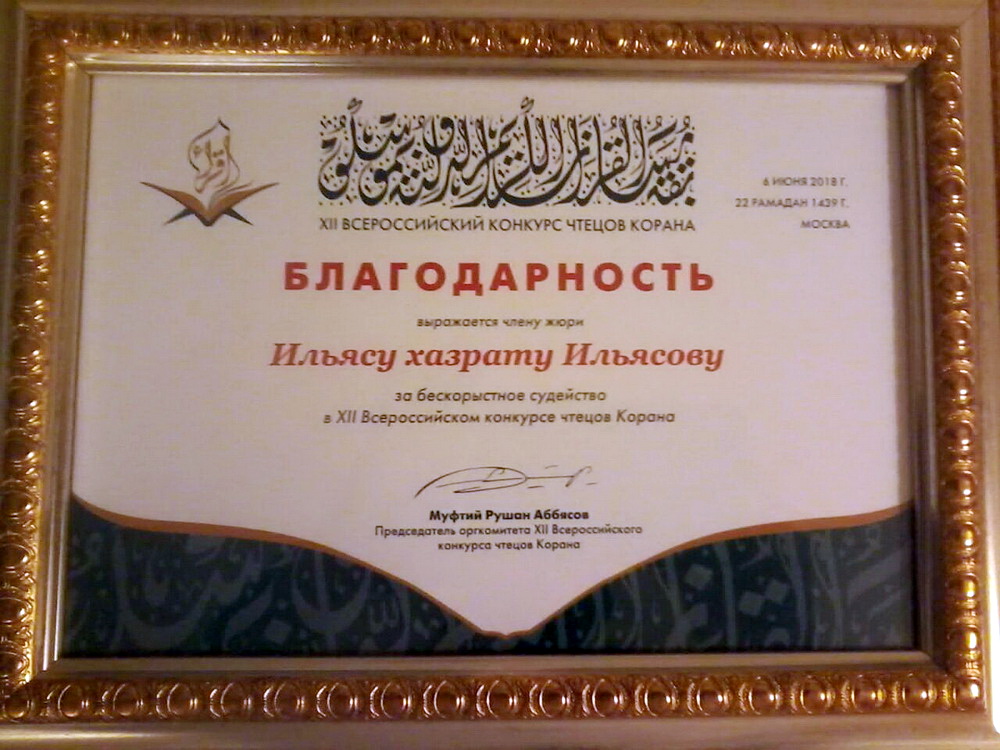 اقرأ
XII ВСЕРОССИЙСКИЙ КОНКУРС ЧТЕЦОВ КОРАНА
6 ИЮНЯ 2018 Г.
22 РАМАДАН 1439 Г.
МОСКВА
БЛАГОДАРНОСТЬ
выражается члену жюри
Ильясу хазрату Ильясову
за бескорыстное судейство
в XII Всероссийском конкурсе чтецов Корана
Муфтий Рушан Аббясов
Председатель оргкомитета XII Всероссийского
конкурса чтецов Корана